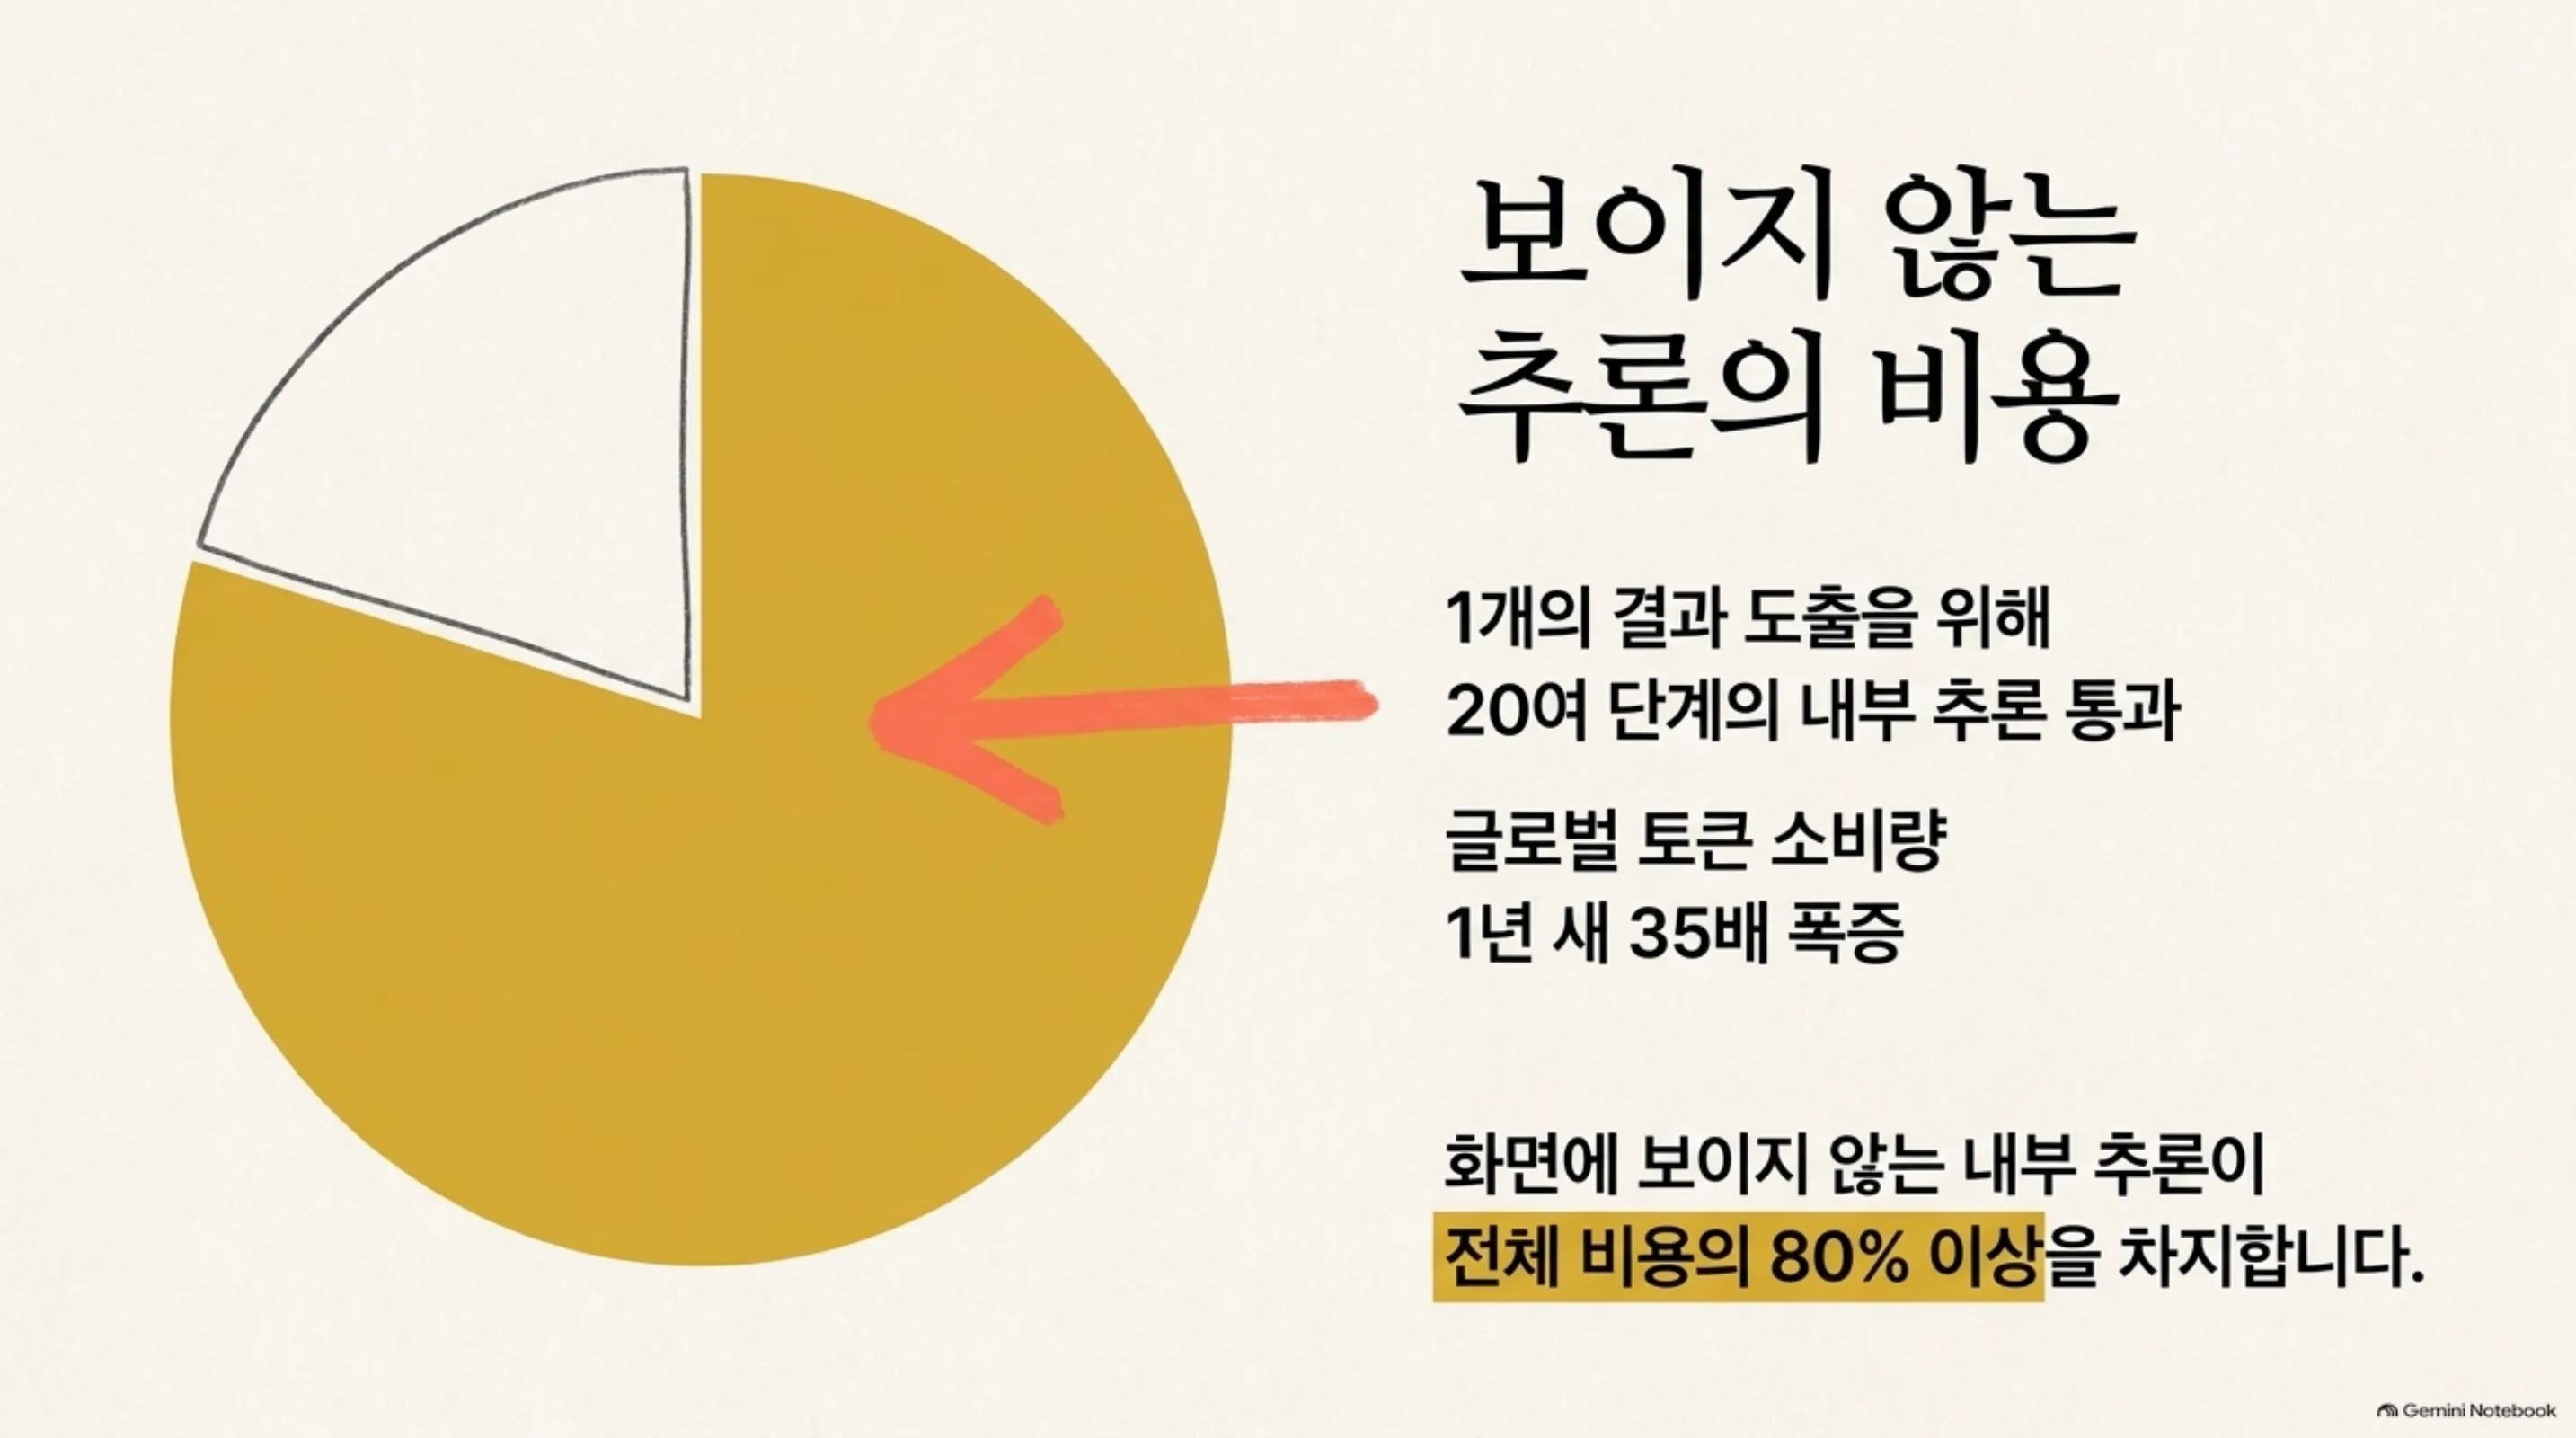 보이지 않는
추론의 비용
1개의 결과 도출을 위해
20여 단계의 내부 추론 통과
글로벌 토큰 소비량
1년 새 35배 폭증
화면에 보이지 않는 내부 추론이
전체 비용의 80% 이상을 차지합니다.
Gemini Notebook